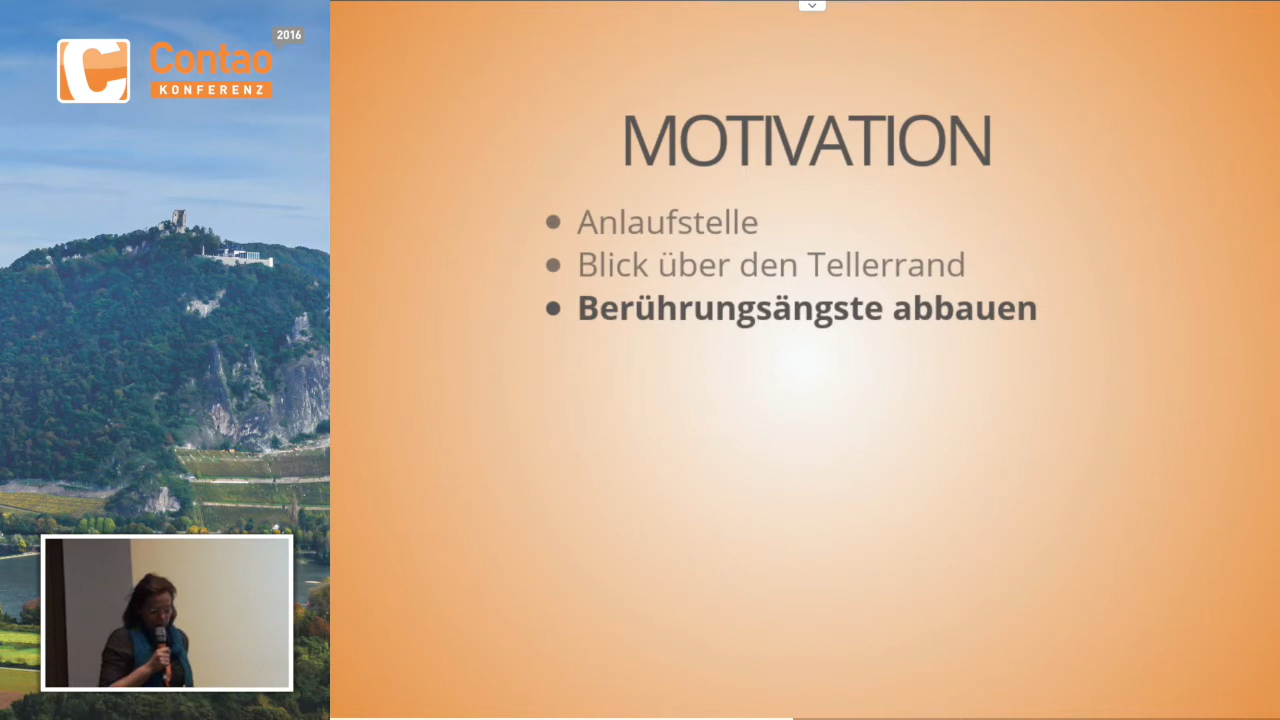 2016
Contao
KONFERENZ
MOTIVATION
Anlaufstelle
Blick über den Tellerrand
Berührungsängste abbauen